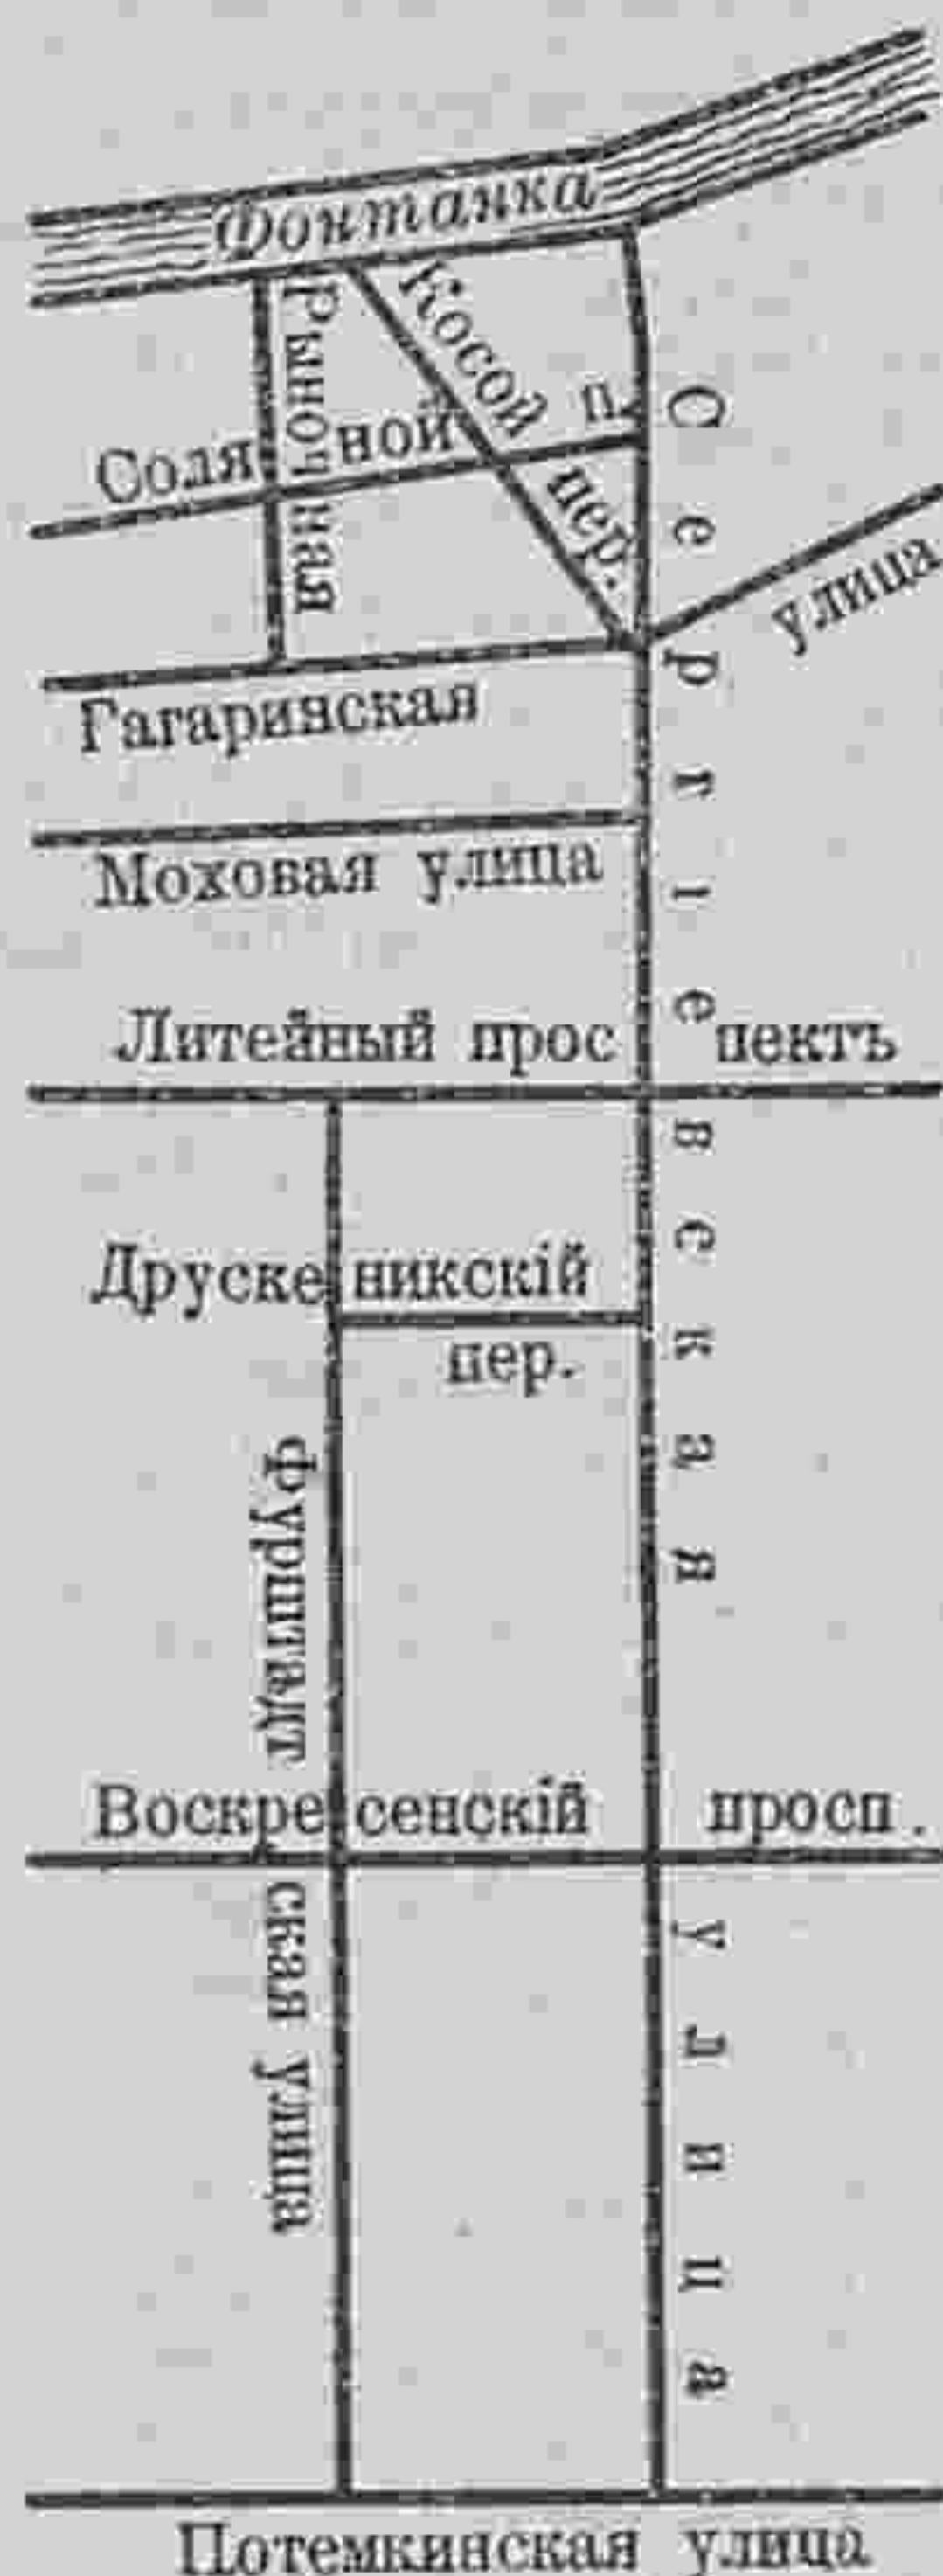 Фонтанка
Рыночная
Косой пер.
Соляной п.
Гагаринская улица
Моховая улица
Литейный проспектъ
Друскеникскій
пер.
Сергіевская улица
Фурштадтская улица
Воскресенскій просп.
Потемкинская улица